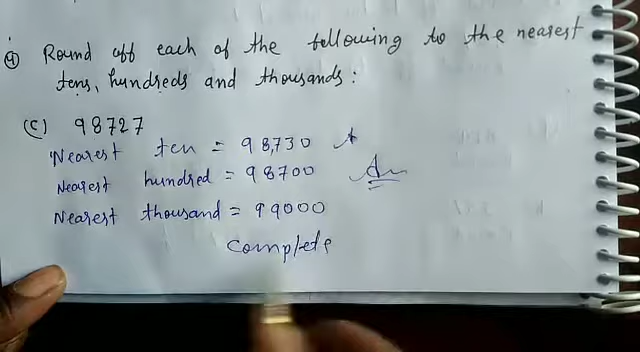 ④ Round off each of the following to the nearest
tens, hundreds and thousands :
(c) 98727
Nearest ten = 98,730
Nearest hundred = 98700 An
Nearest thousand = 99000
Complete